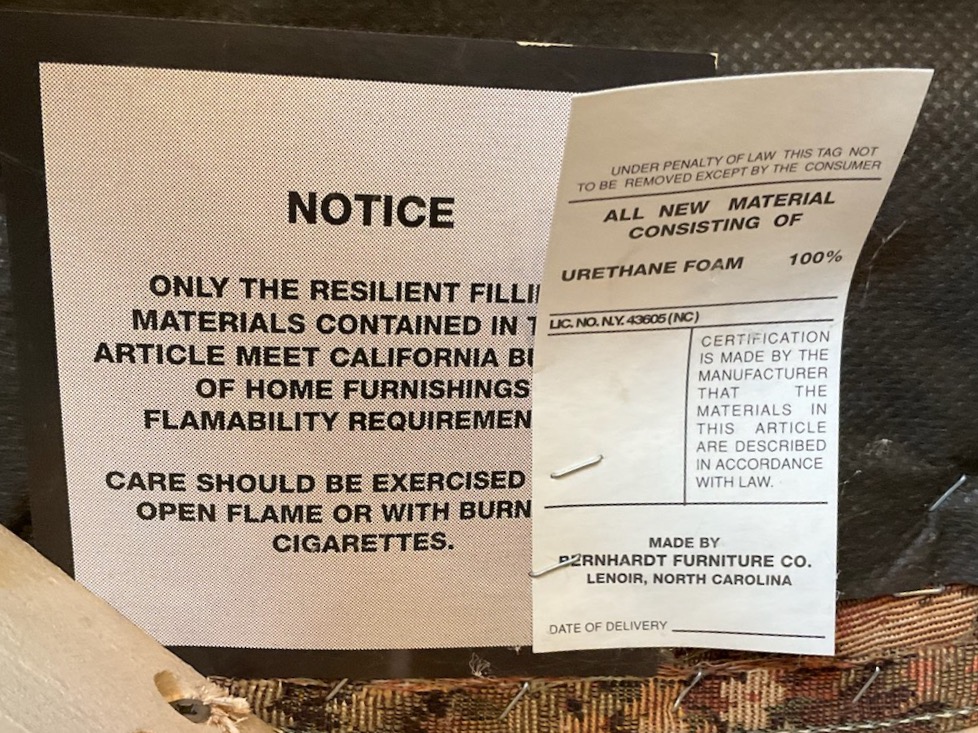 NOTICE
ONLY THE RESILIENT
MATERIALS CONTAINED IN
ARTICLE MEET CALIFORNIA
OF HOME FURNISHINGS
FLAMABILITY
CARE SHOULD BE EXERCISED
OPEN FLAME OR WITH
CIGARETTES.
UNDER PENALTY OF LAW THIS TAG NOT
TO BE REMOVED EXCEPT BY THE CONSUMER
ALL NEW MATERIAL
CONSISTING OF
URETHANE FOAM 100%
LIC. NO. N.Y. 43605 (NC)
CERTIFICATION
IS MADE BY THE
MANUFACTURER
THAT THE
MATERIALS IN
THIS ARTICLE
ARE DESCRIBED
IN ACCORDANCE
WITH LAW.
MADE BY
BERNHARDT FURNITURE CO.
LENOIR, NORTH CAROLINA
DATE OF DELIVERY